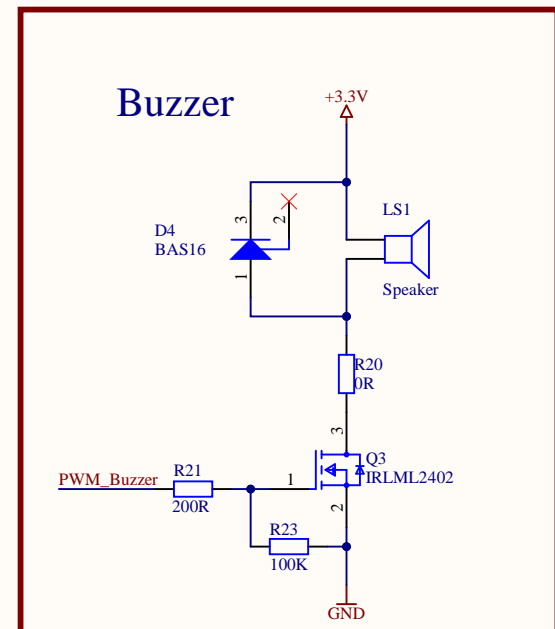 Buzzer
+3.3V
LS1
3
2
D4
BAS16
1
Speaker
R20
0R
3
Q3
IRLML2402
PWM_Buzzer
R21
1
200R
2
R23
100K
GND